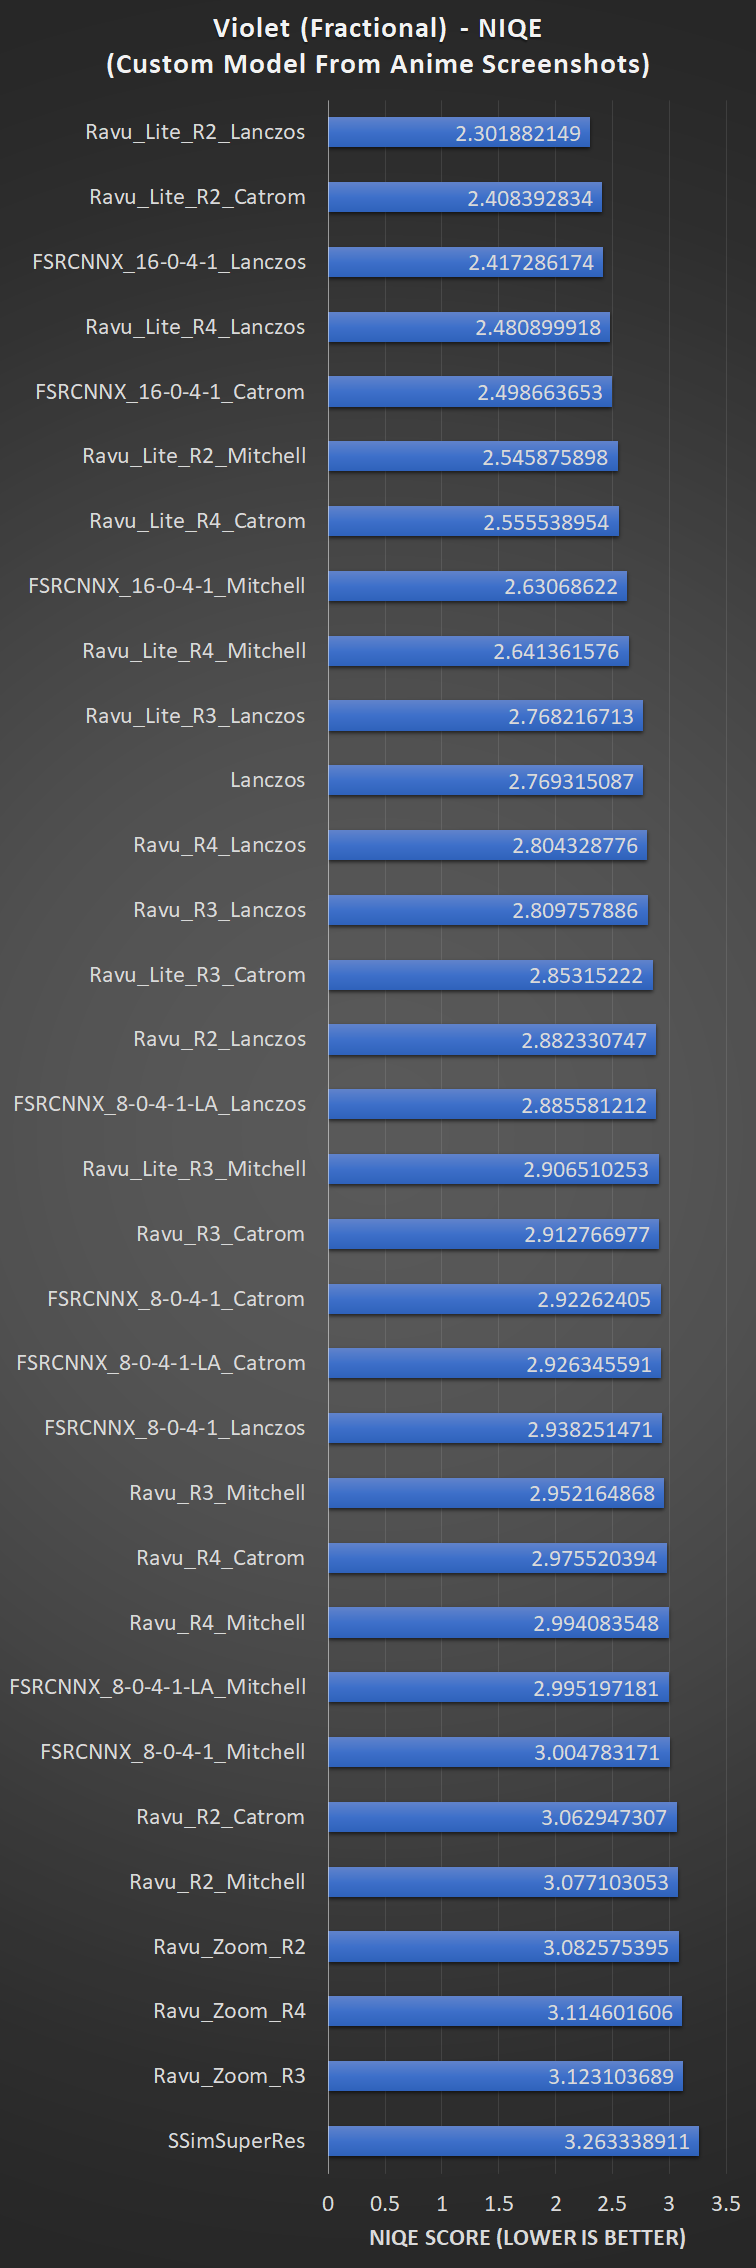 Violet (Fractional) - NIQE
(Custom Model From Anime Screenshots)
Ravu_Lite_R2_Lanczos 2.301882149
Ravu_Lite_R2_Catrom 2.408392834
FSRCNNX_16-0-4-1_Lanczos 2.417286174
Ravu_Lite_R4_Lanczos 2.480899918
FSRCNNX_16-0-4-1_Catrom 2.498663653
Ravu_Lite_R2_Mitchell 2.545875898
Ravu_Lite_R4_Catrom 2.555538954
FSRCNNX_16-0-4-1_Mitchell 2.63068622
Ravu_Lite_R4_Mitchell 2.641361576
Ravu_Lite_R3_Lanczos 2.768216713
Lanczos 2.769315087
Ravu_R4_Lanczos 2.804328776
Ravu_R3_Lanczos 2.809757886
Ravu_Lite_R3_Catrom 2.85315222
Ravu_R2_Lanczos 2.882330747
FSRCNNX_8-0-4-1-LA_Lanczos 2.885581212
Ravu_Lite_R3_Mitchell 2.906510253
Ravu_R3_Catrom 2.912766977
FSRCNNX_8-0-4-1_Catrom 2.92262405
FSRCNNX_8-0-4-1-LA_Catrom 2.926345591
FSRCNNX_8-0-4-1_Lanczos 2.938251471
Ravu_R3_Mitchell 2.952164868
Ravu_R4_Catrom 2.975520394
Ravu_R4_Mitchell 2.994083548
FSRCNNX_8-0-4-1-LA_Mitchell 2.995197181
FSRCNNX_8-0-4-1_Mitchell 3.004783171
Ravu_R2_Catrom 3.062947307
Ravu_R2_Mitchell 3.077103053
Ravu_Zoom_R2 3.082575395
Ravu_Zoom_R4 3.114601606
Ravu_Zoom_R3 3.123103689
SSimSuperRes 3.263338911
0 0.5 1 1.5 2 2.5 3 3.5
NIQE SCORE (LOWER IS BETTER)